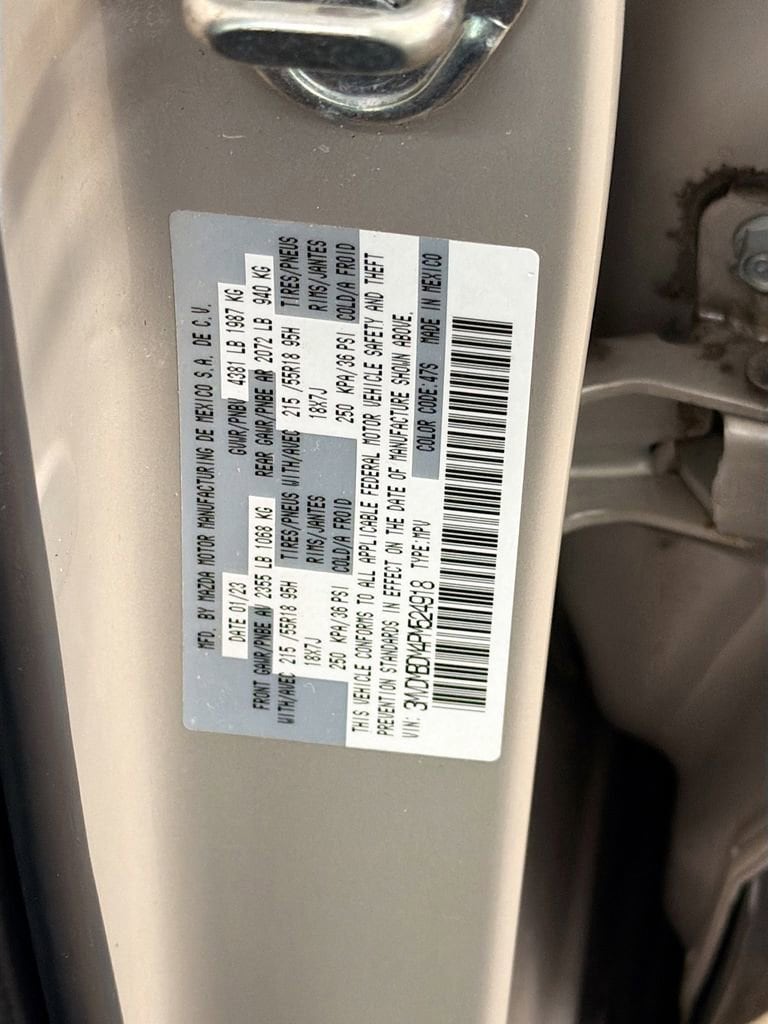 MFD. BY MAZDA MOTOR MANUFACTURING DE MEXICO S.A. DE C.V.
DATE 01/23 GVWR/PNBV 4381 LB 1987 KG
FRONT GAWR/PNBE AV 2355 LB 1068 KG REAR GAWR/PNBE AR 2072 LB 940 KG
WITH/AVEC 215 /55R18 95H TIRES/PNEUS WITH/AVEC 215 /55R18 95H TIRES/PNEUS
18X7J RIMS/JANTES 18X7J RIMS/JANTES
250 KPA/36 PSI COLD/A FROID 250 KPA/36 PSI COLD/A FROID
THIS VEHICLE CONFORMS TO ALL APPLICABLE FEDERAL MOTOR VEHICLE SAFETY AND THEFT
PREVENTION STANDARDS IN EFFECT ON THE DATE OF MANUFACTURE SHOWN ABOVE.
VIN: 3MVDMBDM4PM524918 TYPE:MPV
COLOR CODE:47S MADE IN MEXICO